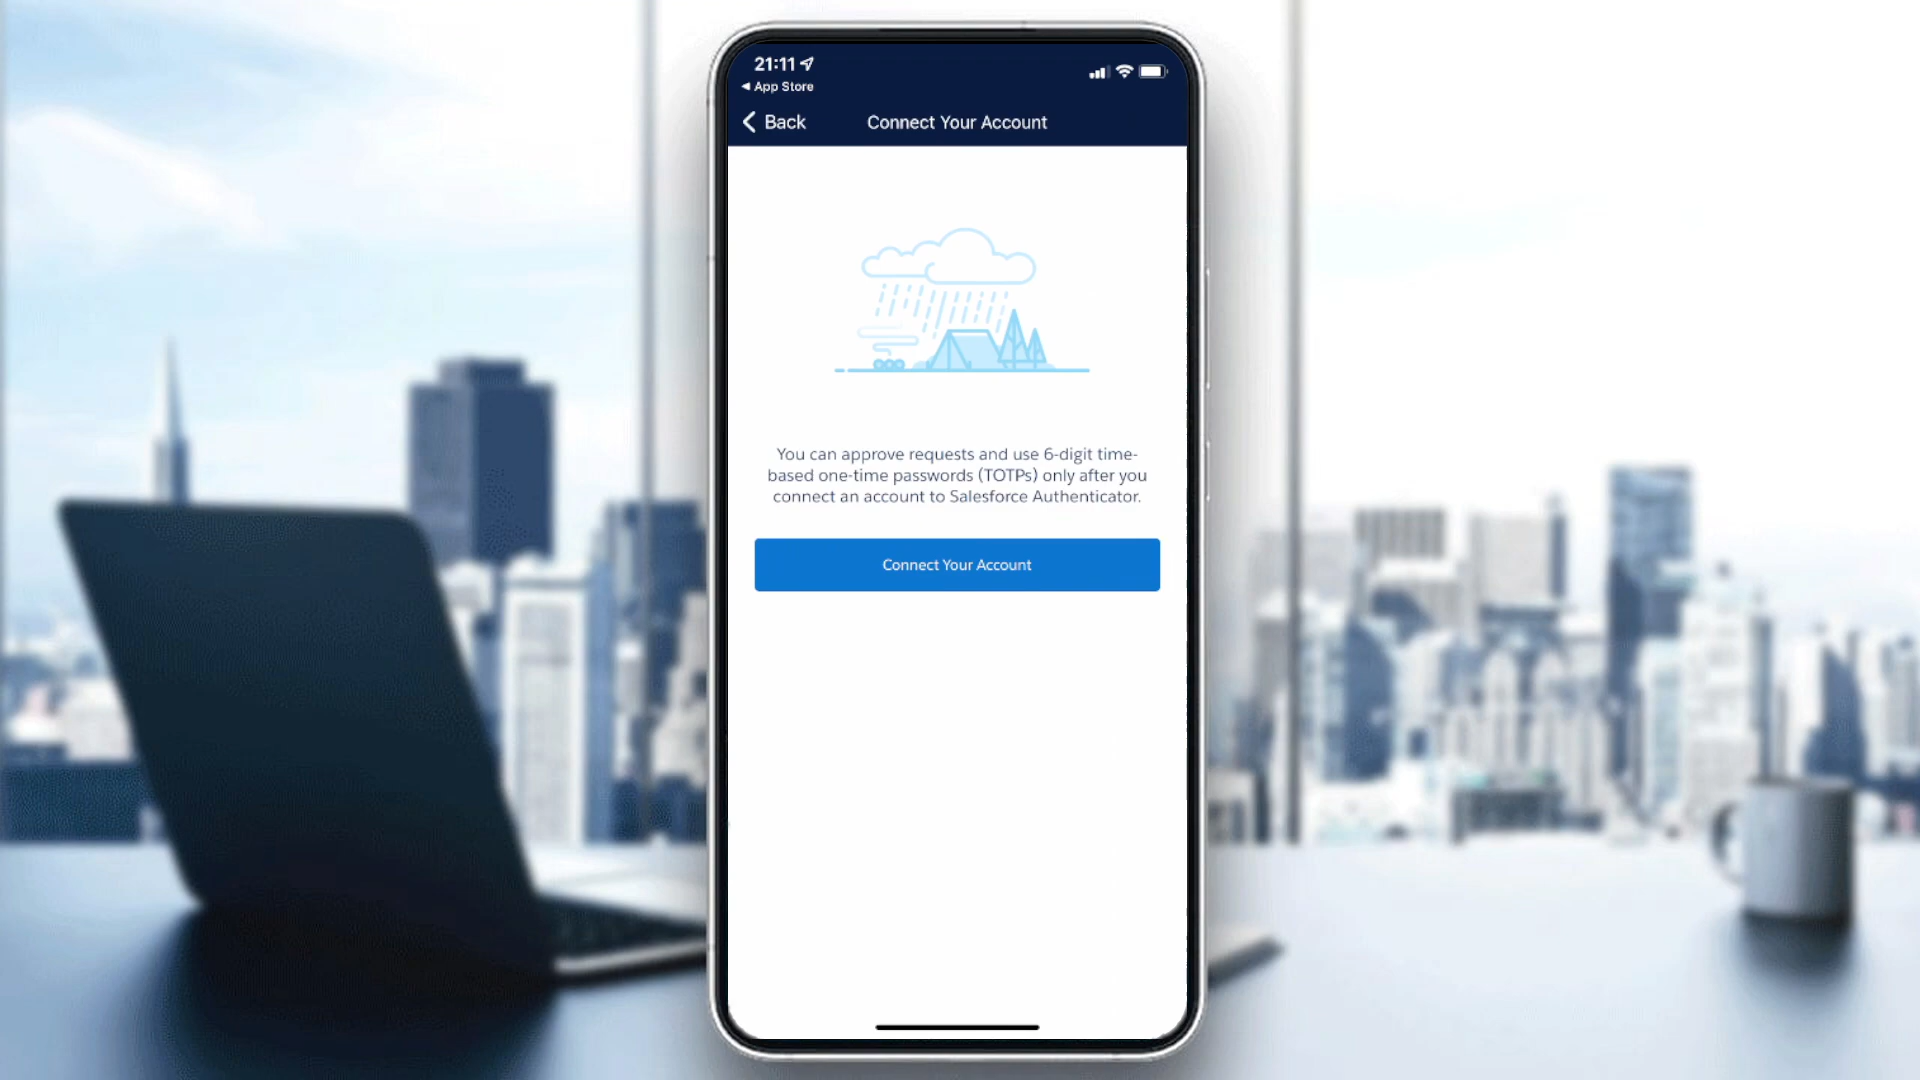 21:11
App Store
Back
Connect Your Account
You can approve requests and use 6-digit time-
based one-time passwords (TOTPs) only after you
connect an account to Salesforce Authenticator.
Connect Your Account